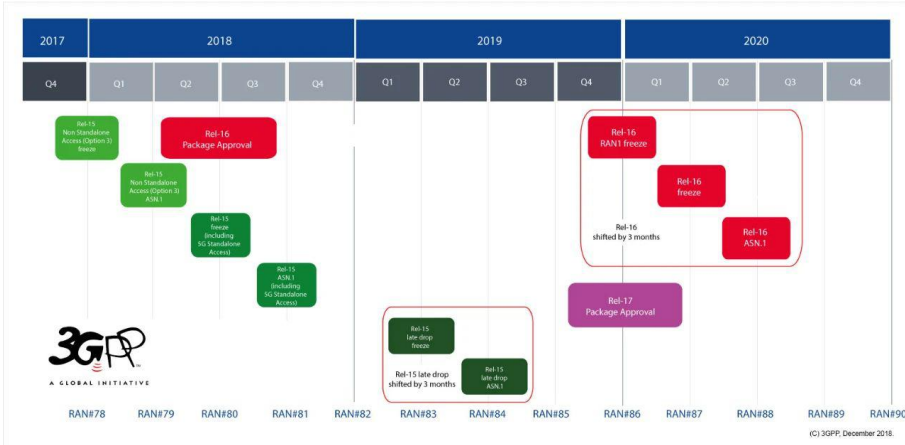 2017 2018 2019 2020
Q4 Q1 Q2 Q3 Q4 Q1 Q2 Q3 Q4 Q1 Q2 Q3 Q4
Rel-15
Non Standalone
Access (Option 3)
freeze
Rel-16
Package Approval
Rel-16
RAN1 freeze
Rel-15
Non Standalone
Access (Option 3)
ASN.1
Rel-16
freeze
Rel-15
freeze
(including
5G Standalone
Access)
Rel-16
shifted by 3 months
Rel-16
ASN.1
Rel-15
ASN.1
(including
5G Standalone
Access)
Rel-17
Package Approval
Rel-15
late drop
freeze
Rel-15 late drop
shifted by 3 months
Rel-15
late drop
ASN.1
3GPP
TM
A GLOBAL INITIATIVE
RAN#78 RAN#79 RAN#80 RAN#81 RAN#82 RAN#83 RAN#84 RAN#85 RAN#86 RAN#87 RAN#88 RAN#89 RAN#90
(C) 3GPP, December 2018.